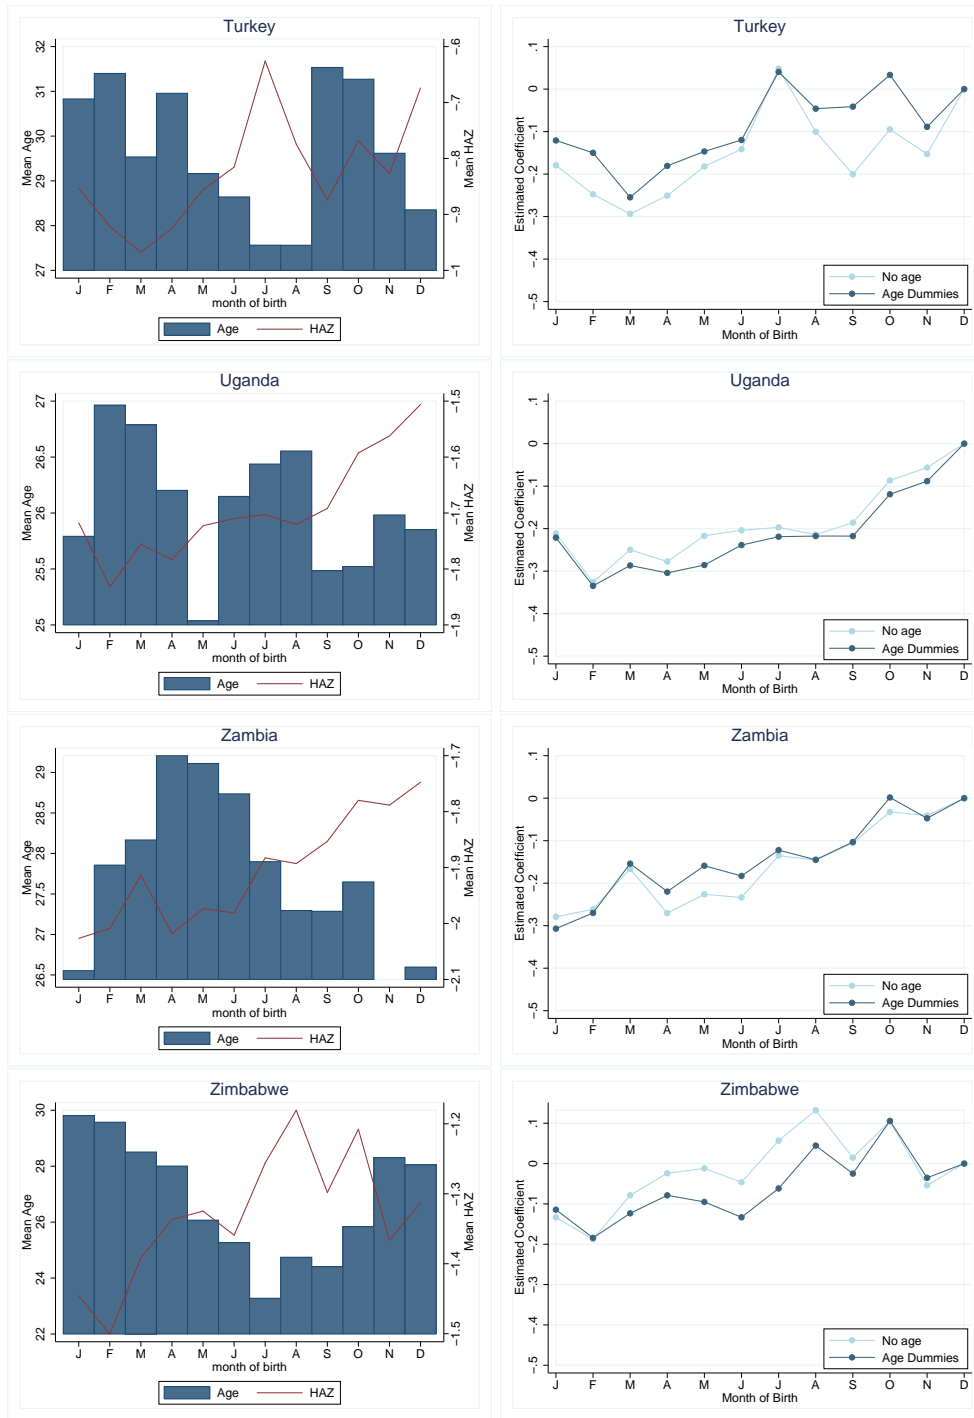 Turkey
Mean Age
32
31
30
29
28
27
Mean HAZ
-.6
-.7
-.8
-.9
-1
J F M A M J J A S O N D
month of birth
Age HAZ
Turkey
Estimated Coefficient
.1
0
-.1
-.2
-.3
-.4
-.5
No age
Age Dummies
J F M A M J J A S O N D
Month of Birth
Uganda
Mean Age
27
26.5
26
25.5
25
Mean HAZ
-1.5
-1.6
-1.7
-1.8
-1.9
J F M A M J J A S O N D
month of birth
Age HAZ
Uganda
Estimated Coefficient
.1
0
-.1
-.2
-.3
-.4
-.5
No age
Age Dummies
J F M A M J J A S O N D
Month of Birth
Zambia
Mean Age
29
28.5
28
27.5
27
26.5
Mean HAZ
-1.7
-1.8
-1.9
-2
-2.1
J F M A M J J A S O N D
month of birth
Age HAZ
Zambia
Estimated Coefficient
.1
0
-.1
-.2
-.3
-.4
-.5
No age
Age Dummies
J F M A M J J A S O N D
Month of Birth
Zimbabwe
Mean Age
30
28
26
24
22
Mean HAZ
-1.2
-1.3
-1.4
-1.5
J F M A M J J A S O N D
month of birth
Age HAZ
Zimbabwe
Estimated Coefficient
.1
0
-.1
-.2
-.3
-.4
-.5
No age
Age Dummies
J F M A M J J A S O N D
Month of Birth